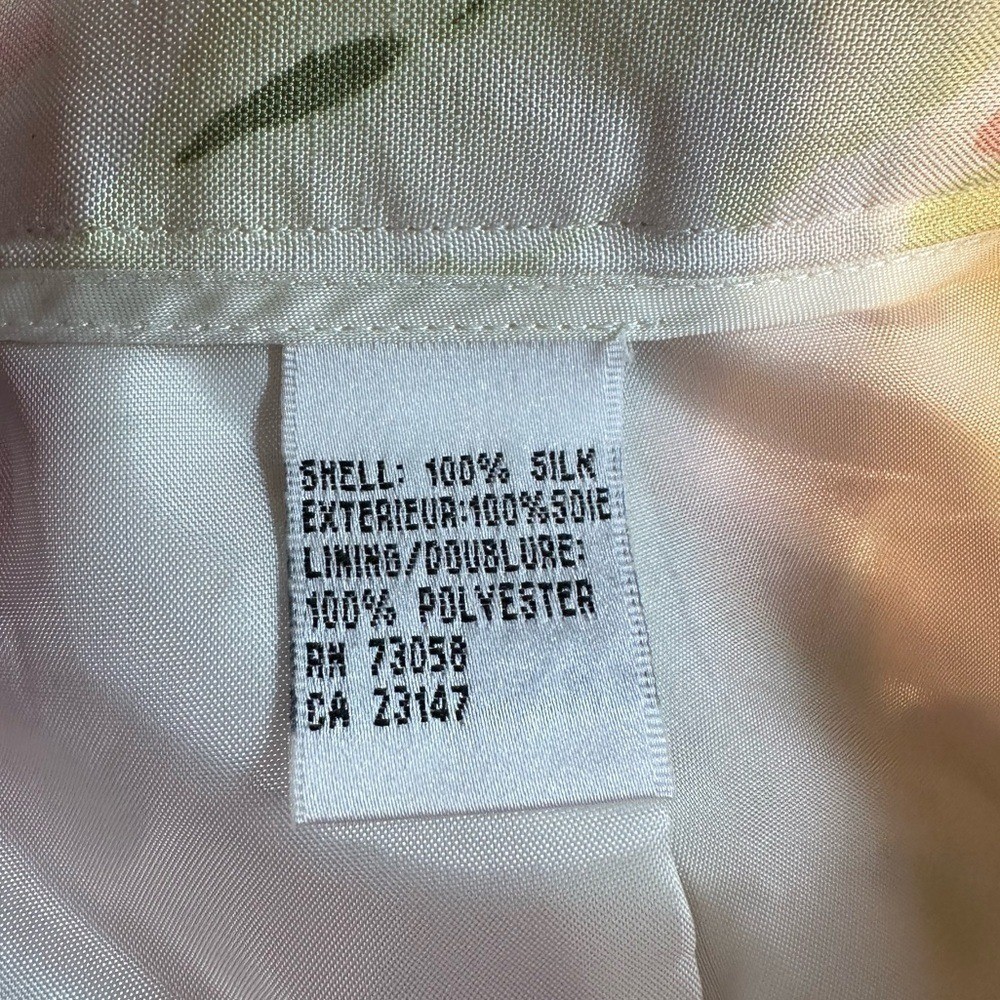 SHELL: 100% SILK
EXTERIEUR:100%SOIE
LINING/DOUBLURE:
100% POLYESTER
RN 73058
CA 23147